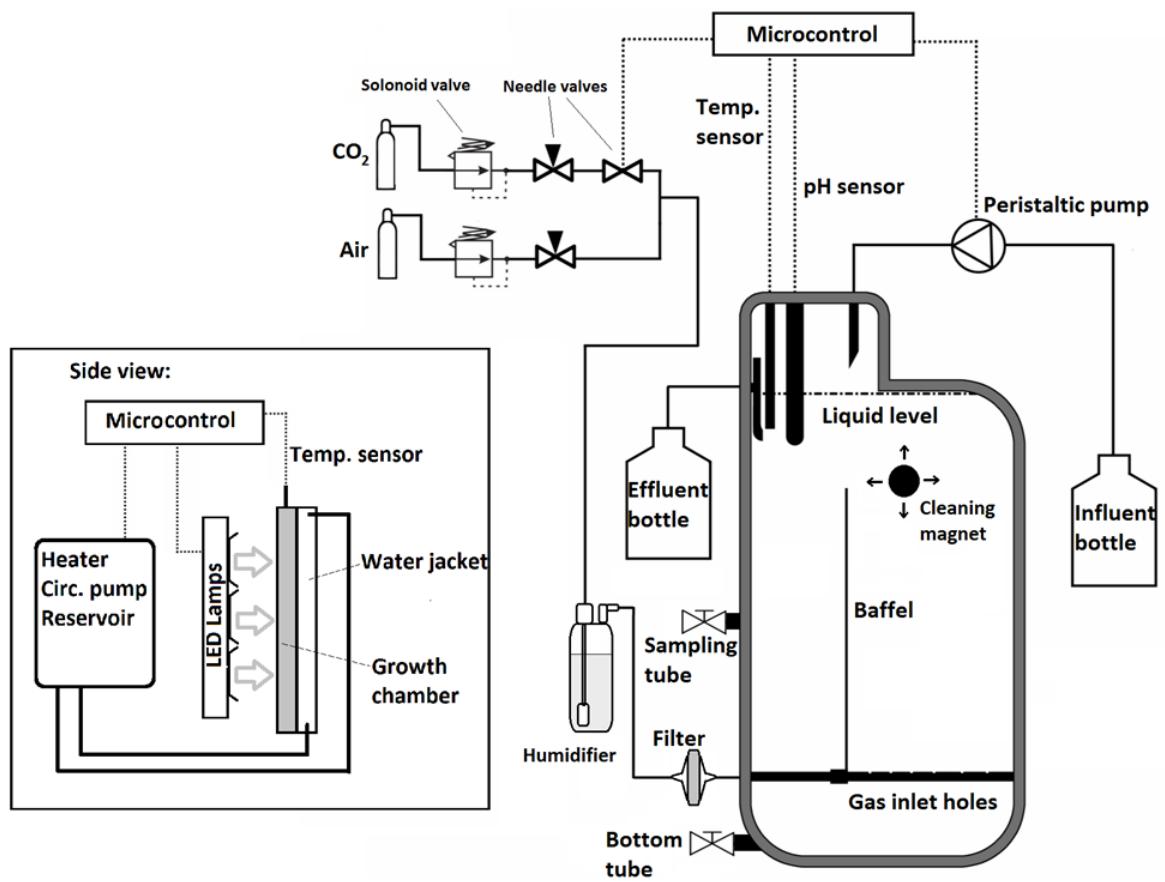 Microcontrol
Solonoid valve
Needle valves
CO₂
Air
Temp.
sensor
pH sensor
Peristaltic pump
Liquid level
Effluent
bottle
Cleaning
magnet
Influent
bottle
Baffel
Sampling
tube
Humidifier
Filter
Gas inlet holes
Bottom
tube
Side view:
Microcontrol
Temp. sensor
Heater
Circ. pump
Reservoir
LED Lamps
Water jacket
Growth
chamber